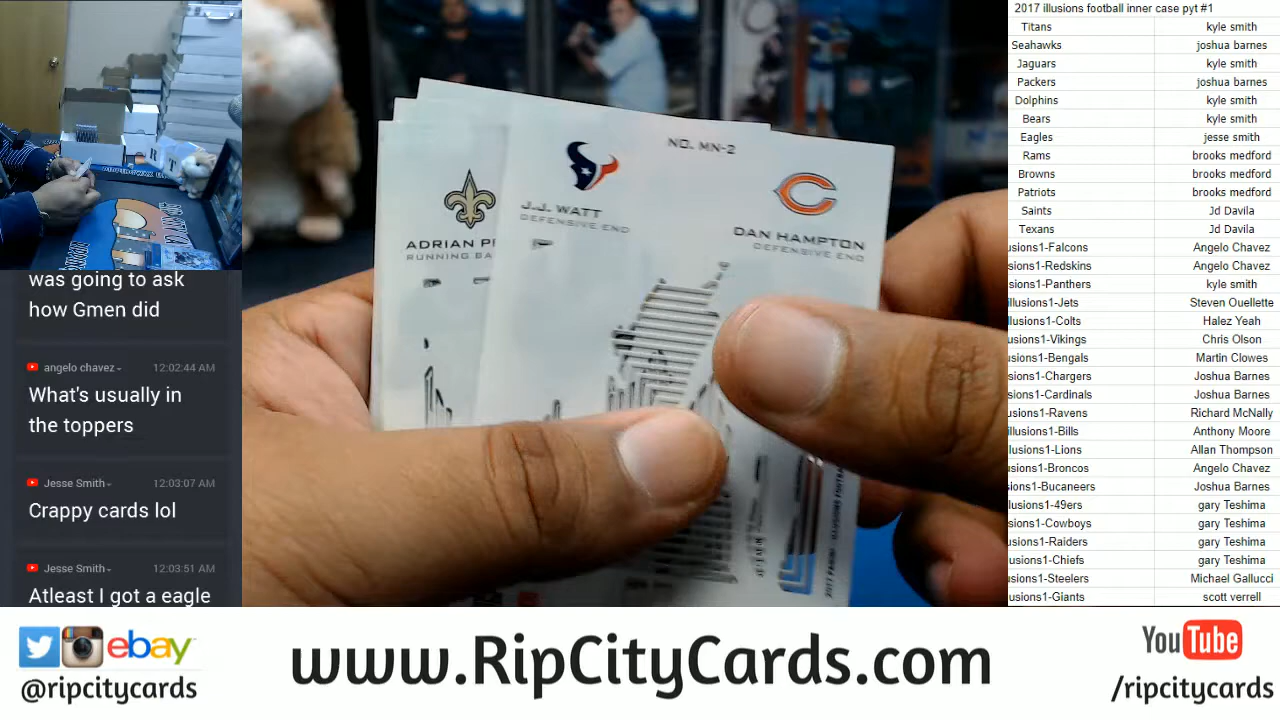 2017 illusions football inner case pyt #1
Titans kyle smith
Seahawks joshua barnes
Jaguars kyle smith
Packers joshua barnes
Dolphins kyle smith
Bears kyle smith
Eagles jesse smith
Rams brooks medford
Browns brooks medford
Patriots brooks medford
Saints Jd Davila
Texans Jd Davila
usions1-Falcons Angelo Chavez
usions1-Redskins Angelo Chavez
usions1-Panthers kyle smith
illusions1-Jets Steven Ouellette
llusions1-Colts Halez Yeah
usions1-Vikings Chris Olson
usions1-Bengals Martin Clowes
sions1-Chargers Joshua Barnes
sions1-Cardinals Joshua Barnes
usions1-Ravens Richard McNally
illusions1-Bills Anthony Moore
lusions1-Lions Allan Thompson
usions1-Broncos Angelo Chavez
ions1-Bucaneers Joshua Barnes
llusions1-49ers gary Teshima
sions1-Cowboys gary Teshima
usions1-Raiders gary Teshima
usions1-Chiefs gary Teshima
usions1-Steelers Michael Gallucci
usions1-Giants scott verrell
NO. MN-2
J.J. WATT
DEFENSIVE END
DAN HAMPTON
DEFENSIVE END
ADRIAN P
RUNNING BA
was going to ask
how Gmen did
angelo chavez 12:02:44 AM
What's usually in
the toppers
Jesse Smith 12:03:07 AM
Crappy cards lol
Jesse Smith 12:03:51 AM
Atleast I got a eagle
ebay
@ripcitycards
www.RipCityCards.com
YouTube
/ripcitycards